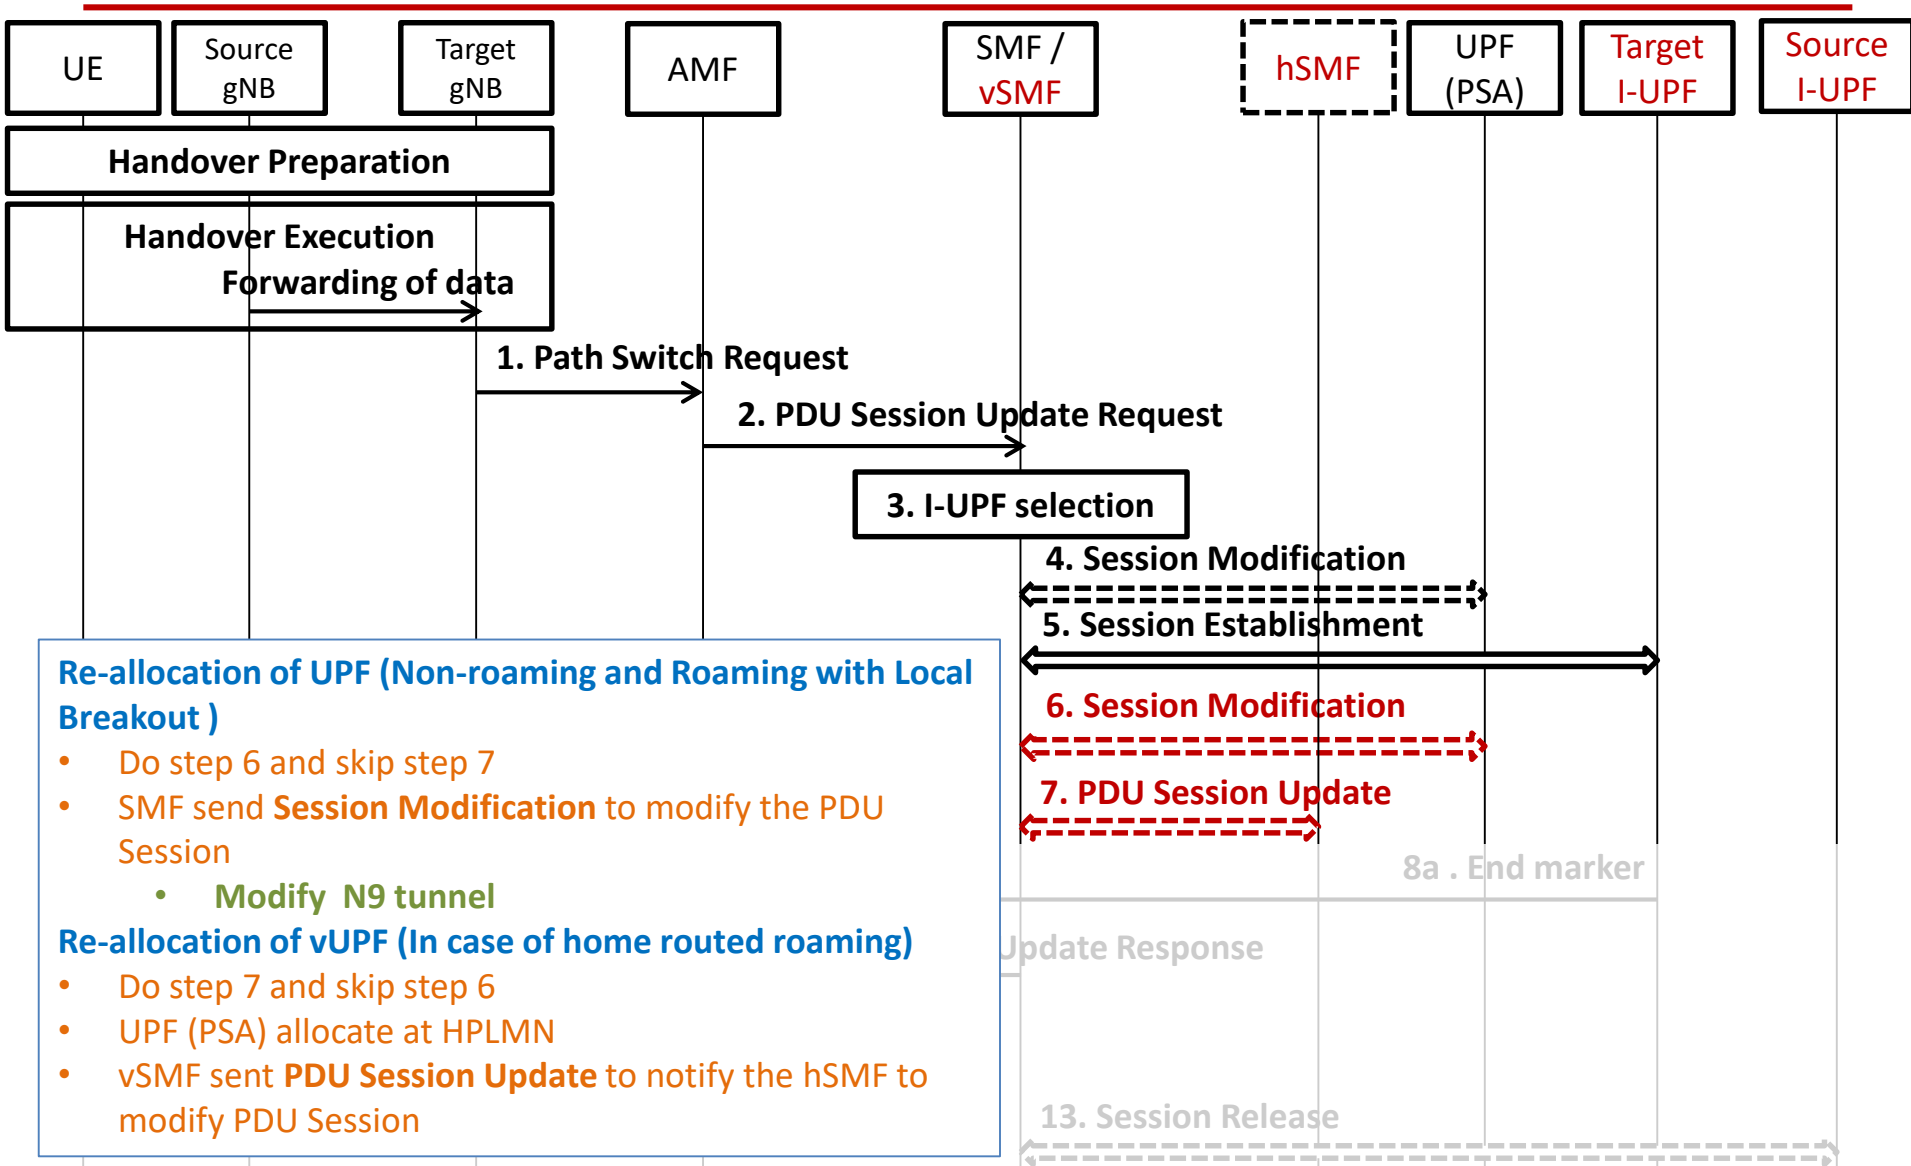 UE
Source
gNB
Target
gNB
AMF
SMF /
vSMF
hSMF
UPF
(PSA)
Target
I-UPF
Source
I-UPF
Handover Preparation
Handover Execution
Forwarding of data
1. Path Switch Request
2. PDU Session Update Request
3. I-UPF selection
4. Session Modification
5. Session Establishment
6. Session Modification
7. PDU Session Update
8a . End marker
Update Response
13. Session Release
Re-allocation of UPF (Non-roaming and Roaming with Local
Breakout )
• Do step 6 and skip step 7
• SMF send Session Modification to modify the PDU
Session
• Modify N9 tunnel
Re-allocation of vUPF (In case of home routed roaming)
• Do step 7 and skip step 6
• UPF (PSA) allocate at HPLMN
• vSMF sent PDU Session Update to notify the hSMF to
modify PDU Session